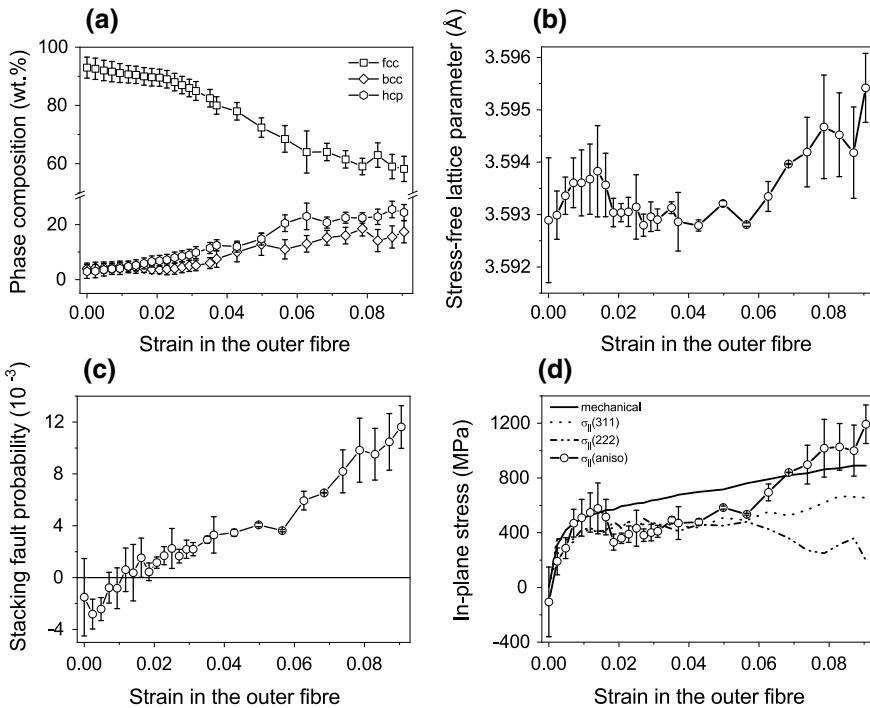 (a)
Phase composition (wt.%)
100
80
60
20
0
fcc
bcc
hcp
0.00 0.02 0.04 0.06 0.08
Strain in the outer fibre
(b)
Stress-free lattice parameter (Å)
3.596
3.595
3.594
3.593
3.592
0.00 0.02 0.04 0.06 0.08
Strain in the outer fibre
(c)
Stacking fault probability (10⁻³)
12
8
4
0
-4
0.00 0.02 0.04 0.06 0.08
Strain in the outer fibre
(d)
In-plane stress (MPa)
1200
800
400
0
-400
mechanical
σ||(311)
σ||(222)
σ||(aniso)
0.00 0.02 0.04 0.06 0.08
Strain in the outer fibre